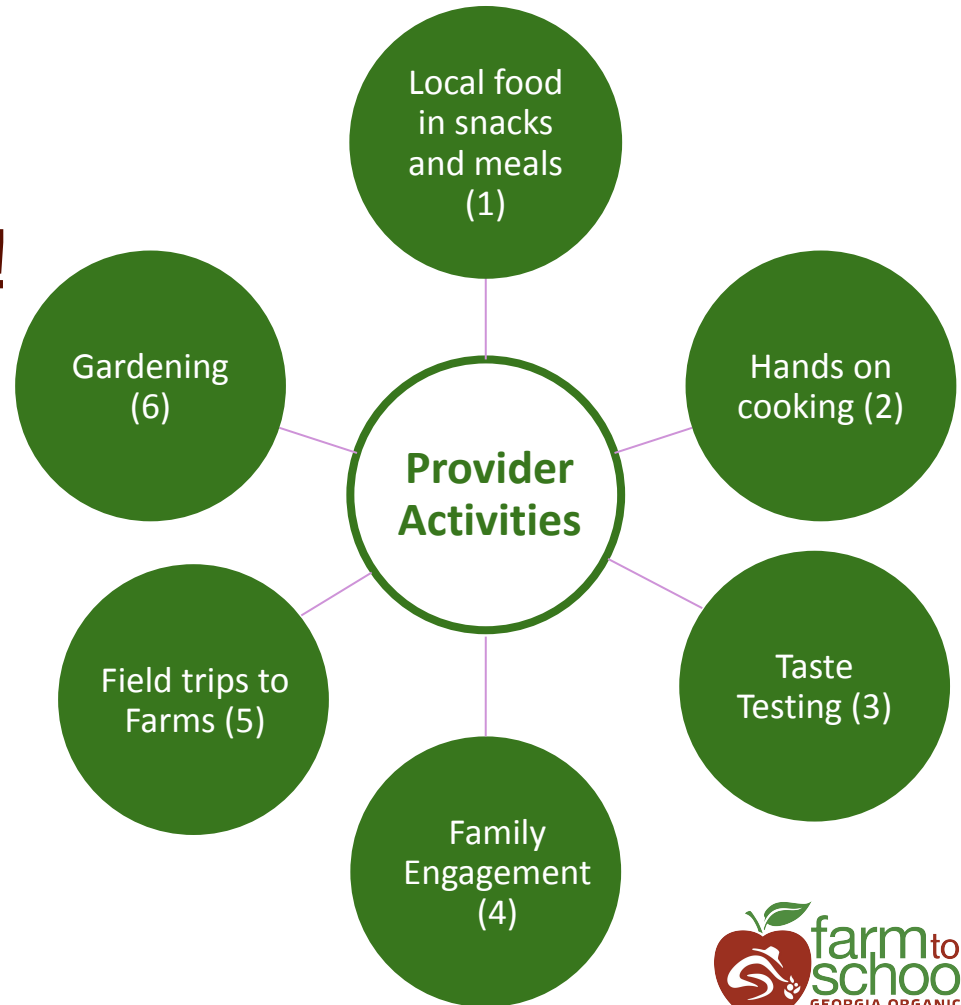 Local food
in snacks
and meals
(1)
!
Gardening
(6)
Hands on
cooking (2)
Provider
Activities
Field trips to
Farms (5)
Taste
Testing (3)
Family
Engagement
(4)
farm to
schoo
GEORGIA ORGANIC